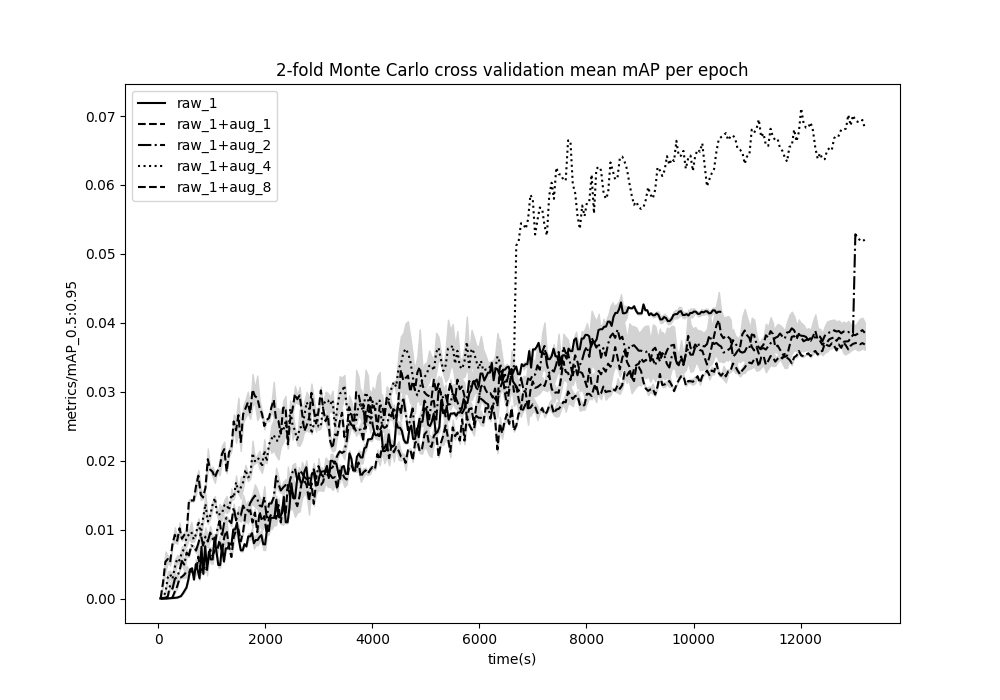 2-fold Monte Carlo cross validation mean mAP per epoch
raw_1
raw_1+aug_1
raw_1+aug_2
raw_1+aug_4
raw_1+aug_8
metrics/mAP_0.5:0.95
0.07
0.06
0.05
0.04
0.03
0.02
0.01
0.00
0 2000 4000 6000 8000 10000 12000
time(s)